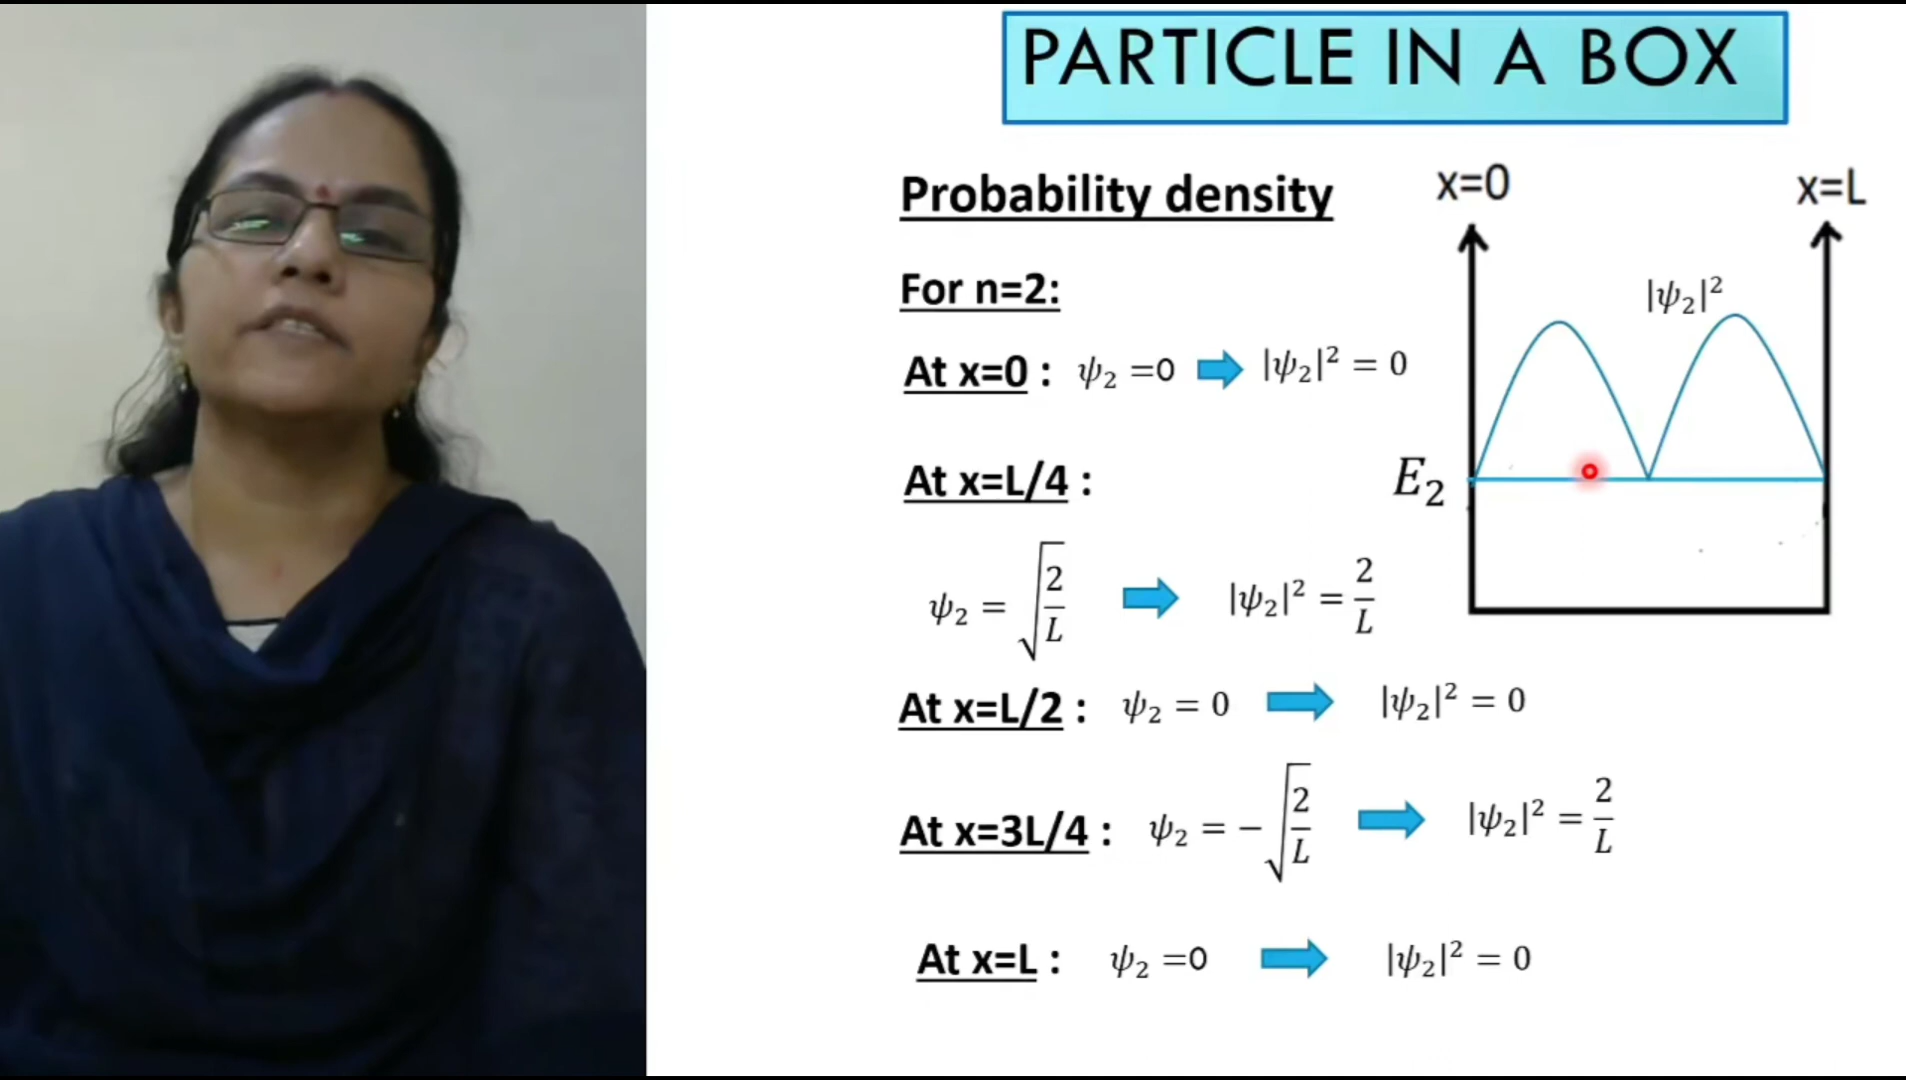 PARTICLE IN A BOX
Probability density
x=0
x=L
For n=2:
|ψ₂|²
At x=0 : ψ₂ =0 |ψ₂|² = 0
At x=L/4 :
E₂
ψ₂ = √(2/L) |ψ₂|² = 2/L
At x=L/2 : ψ₂ = 0 |ψ₂|² = 0
At x=3L/4 : ψ₂ = −√(2/L) |ψ₂|² = 2/L
At x=L : ψ₂ =0 |ψ₂|² = 0